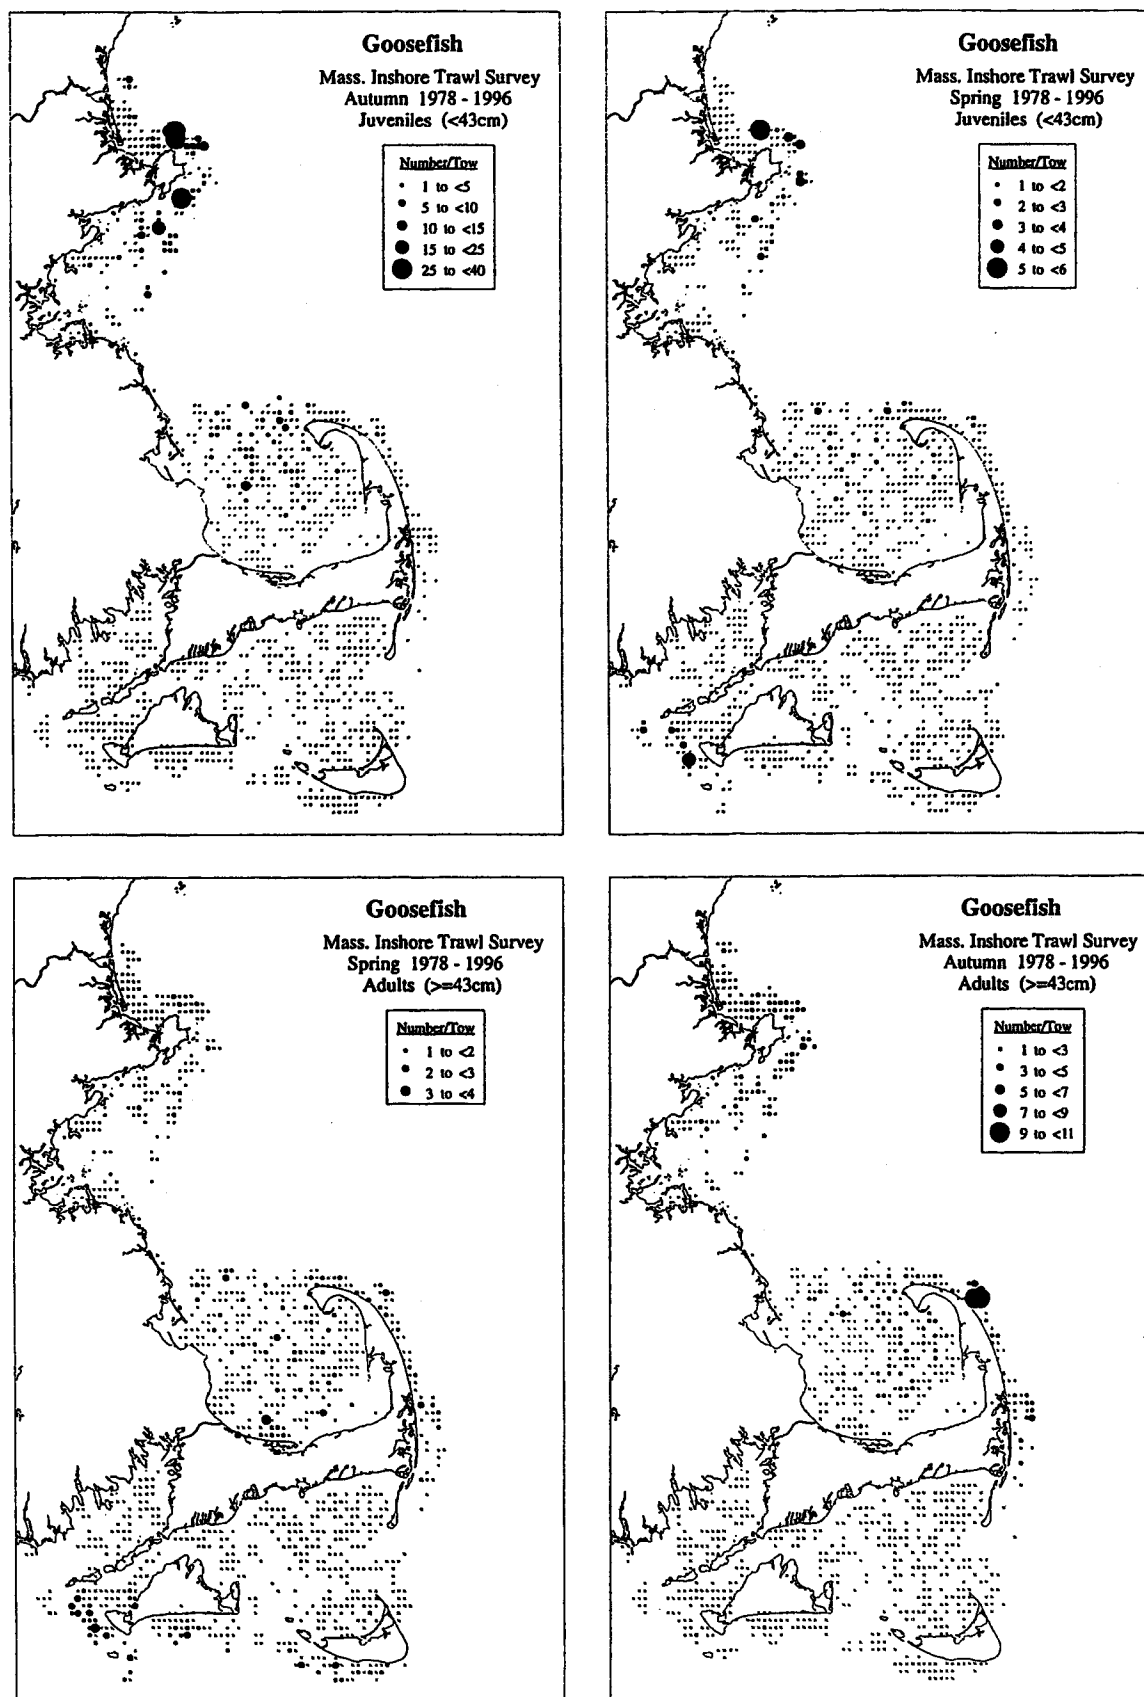 Goosefish
Mass. Inshore Trawl Survey
Autumn 1978 - 1996
Juveniles (<43cm)
Number/Tow
1 to <5
5 to <10
10 to <15
15 to <25
25 to <40
Goosefish
Mass. Inshore Trawl Survey
Spring 1978 - 1996
Juveniles (<43cm)
Number/Tow
1 to <2
2 to <3
3 to <4
4 to <5
5 to <6
Goosefish
Mass. Inshore Trawl Survey
Spring 1978 - 1996
Adults (>=43cm)
Number/Tow
1 to <2
2 to <3
3 to <4
Goosefish
Mass. Inshore Trawl Survey
Autumn 1978 - 1996
Adults (>=43cm)
Number/Tow
1 to <3
3 to <5
5 to <7
7 to <9
9 to <11